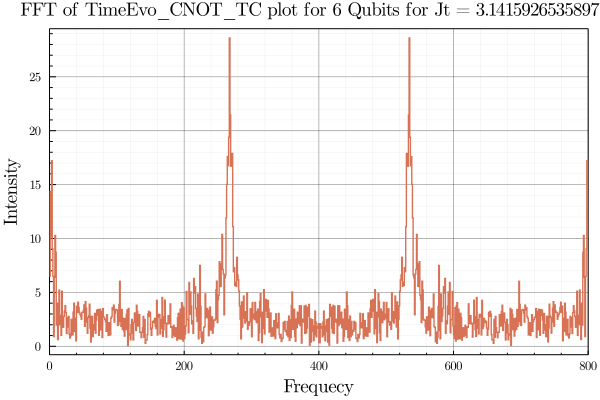 FFT of TimeEvo_CNOT_TC plot for 6 Qubits for Jt = 3.1415926535897
Intensity
25
20
15
10
5
0
0 200 400 600 800
Frequecy